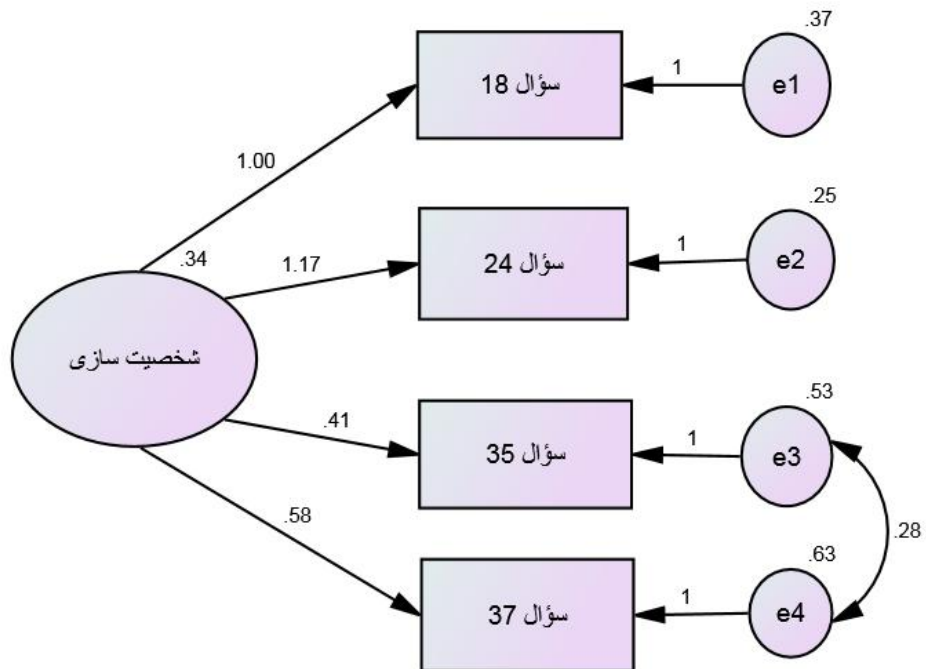 .37
سؤال 18
1
e1
1.00
.25
سؤال 24
1
e2
.34
1.17
شخصیت سازی
.53
.41
سؤال 35
1
e3
.28
.58
.63
سؤال 37
1
e4